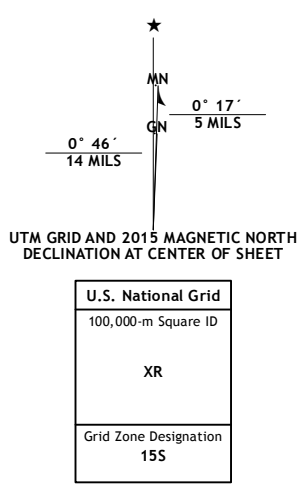 ★
MN
0° 17´
5 MILS
GN
0° 46´
14 MILS
UTM GRID AND 2015 MAGNETIC NORTH
DECLINATION AT CENTER OF SHEET
U.S. National Grid
100,000-m Square ID
XR
Grid Zone Designation
15S